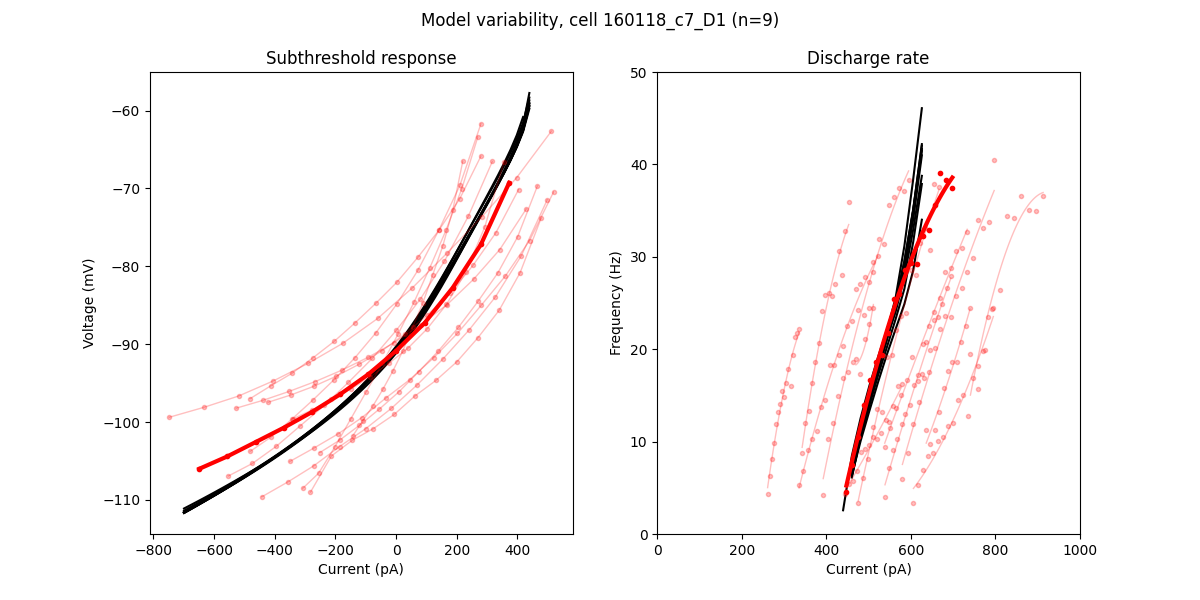 Model variability, cell 160118_c7_D1 (n=9)
Subthreshold response
Voltage (mV)
−60
−70
−80
−90
−100
−110
−800 −600 −400 −200 0 200 400
Current (pA)
Discharge rate
Frequency (Hz)
50
40
30
20
10
0
0 200 400 600 800 1000
Current (pA)